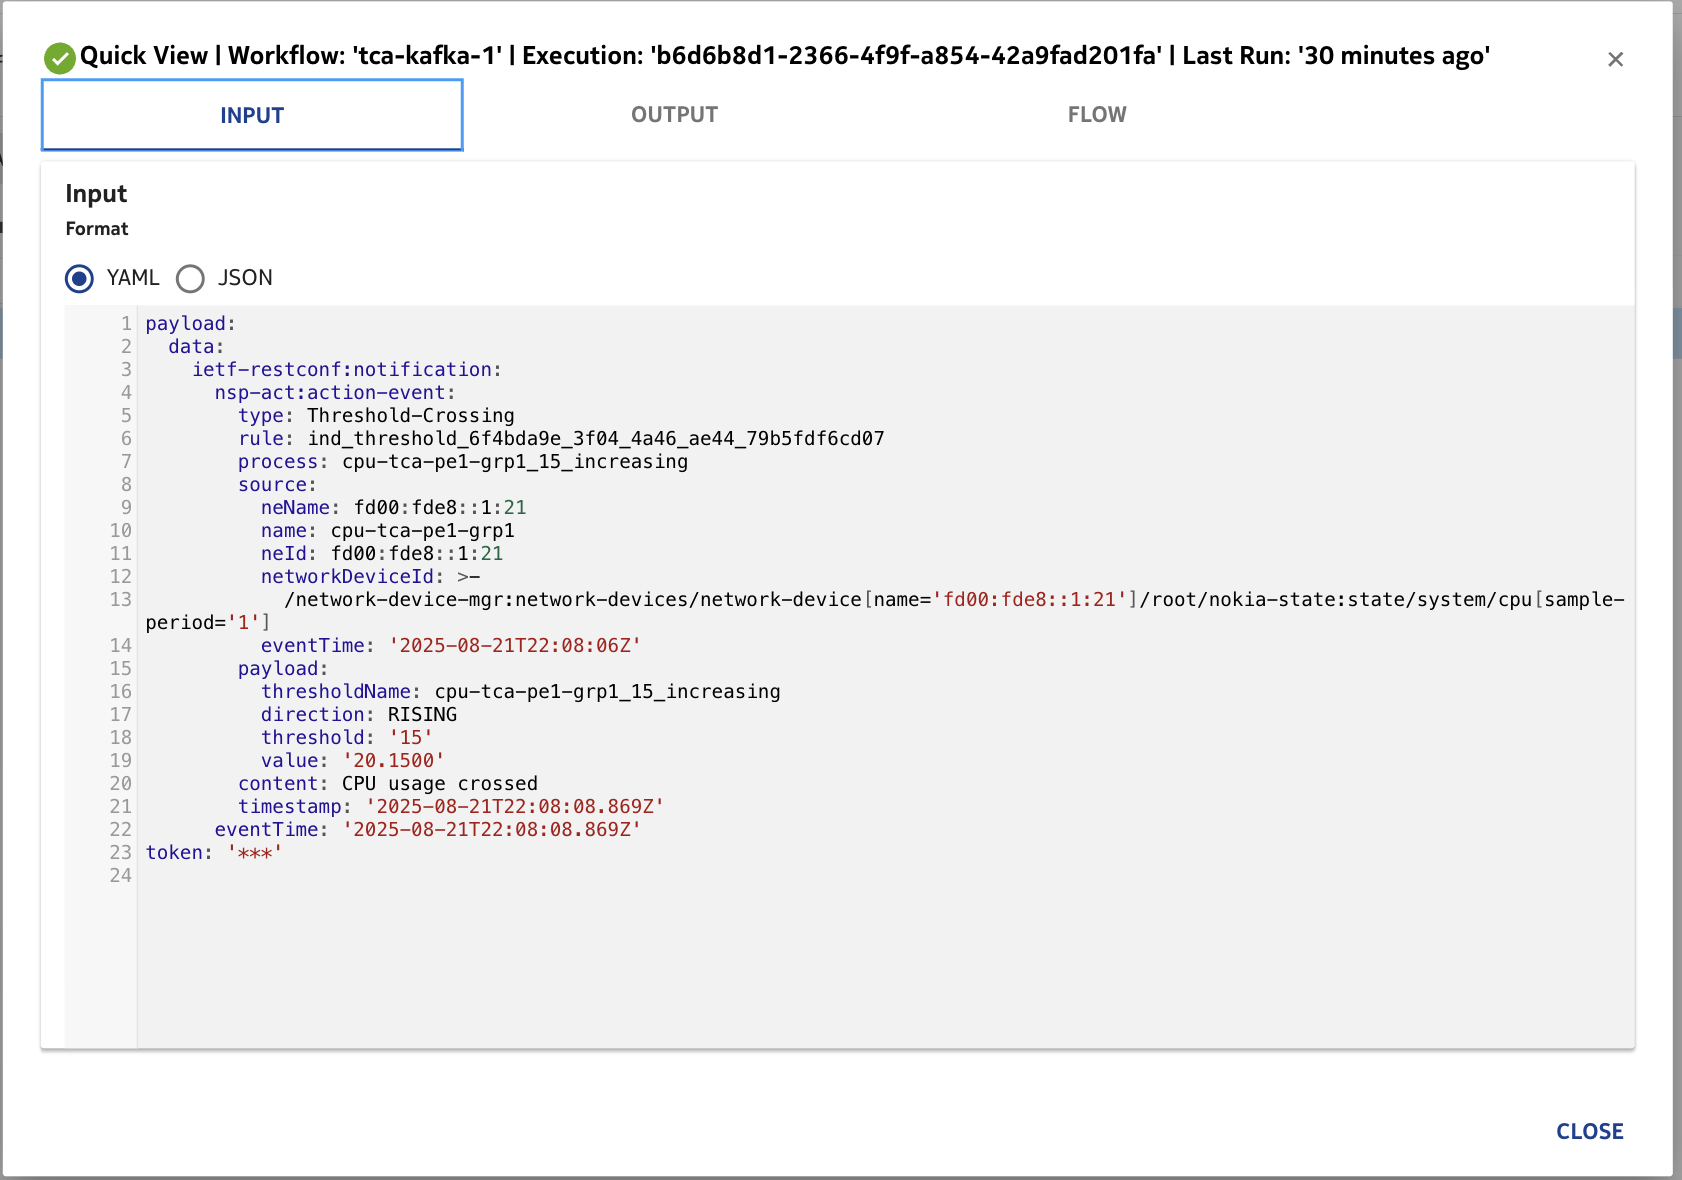 Quick View | Workflow: 'tca-kafka-1' | Execution: 'b6d6b8d1-2366-4f9f-a854-42a9fad201fa' | Last Run: '30 minutes ago'
×
INPUT OUTPUT FLOW
Input
Format
YAML JSON
1 payload:
2   data:
3     ietf-restconf:notification:
4       nsp-act:action-event:
5         type: Threshold-Crossing
6         rule: ind_threshold_6f4bda9e_3f04_4a46_ae44_79b5fdf6cd07
7         process: cpu-tca-pe1-grp1_15_increasing
8         source:
9           neName: fd00:fde8::1:21
10           name: cpu-tca-pe1-grp1
11           neId: fd00:fde8::1:21
12           networkDeviceId: >-
13             /network-device-mgr:network-devices/network-device[name='fd00:fde8::1:21']/root/nokia-state:state/system/cpu[sample-
period='1']
14           eventTime: '2025-08-21T22:08:06Z'
15         payload:
16           thresholdName: cpu-tca-pe1-grp1_15_increasing
17           direction: RISING
18           threshold: '15'
19           value: '20.1500'
20         content: CPU usage crossed
21         timestamp: '2025-08-21T22:08:08.869Z'
22       eventTime: '2025-08-21T22:08:08.869Z'
23 token: '***'
24
CLOSE